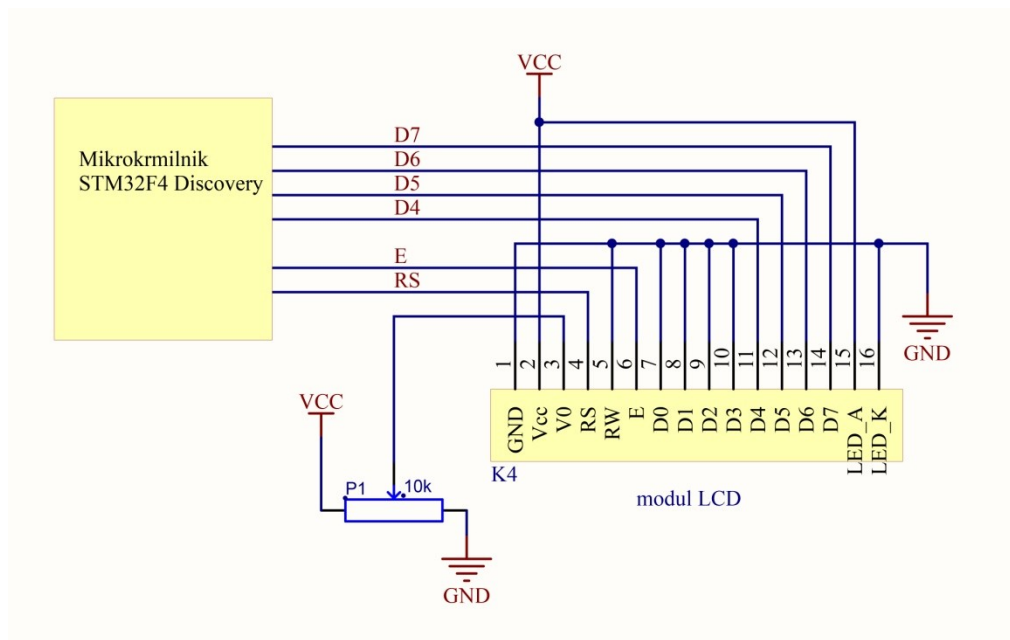 VCC
D7
Mikrokrmilnik
D6
STM32F4 Discovery
D5
D4
E
RS
GND
1
2
3
4
5
6
7
8
9
10
11
12
13
14
15
16
VCC
GND
Vcc
V0
RS
RW
E
D0
D1
D2
D3
D4
D5
D6
D7
LED_A
LED_K
K4
P1
10k
modul LCD
GND